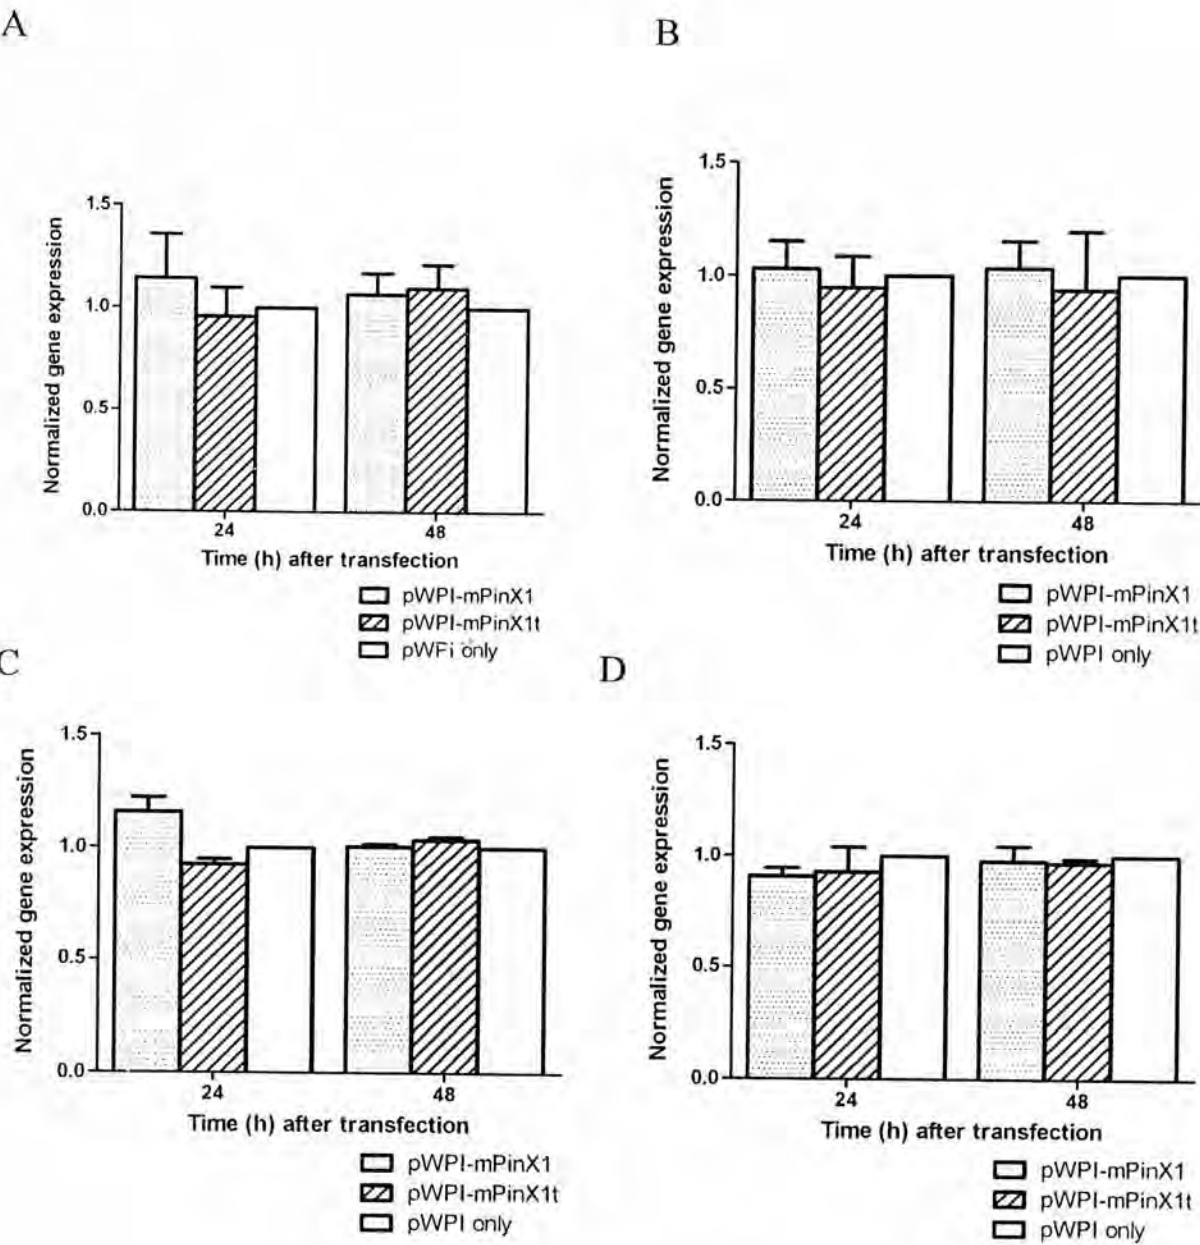 A
1.5
1.0
0.5
0.0
Normalized gene expression
24
48
Time (h) after transfection
pWPI-mPinX1
pWPI-mPinX1t
pWFi only
B
1.5
1.0
0.5
0.0
Normalized gene expression
24
48
Time (h) after transfection
pWPI-mPinX1
pWPI-mPinX1t
pWPI only
C
1.5
1.0
0.5
0.0
Normalized gene expression
24
48
Time (h) after transfection
pWPI-mPinX1
pWPI-mPinX1t
pWPI only
D
1.5
1.0
0.5
0.0
Normalized gene expression
24
48
Time (h) after transfection
pWPI-mPinX1
pWPI-mPinX1t
pWPI only